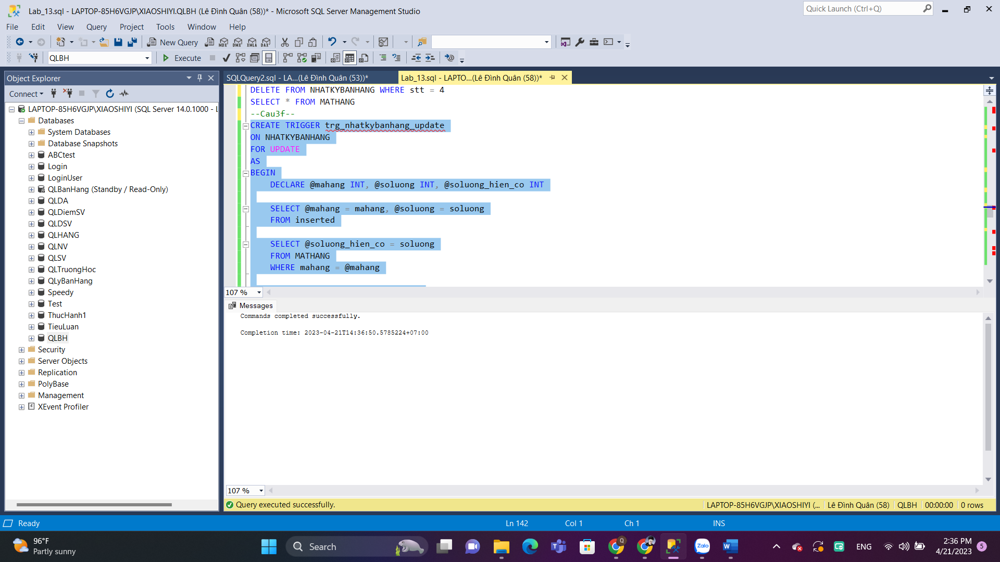 Lab_13.sql - LAPTOP-85H6VGJP\XIAOSHIYI.QLBH (Lê Đình Quân (58))* - Microsoft SQL Server Management Studio
Quick Launch (Ctrl+Q)
File Edit View Query Project Tools Window Help
New Query MDX DMX XMLA DAX
QLBH Execute
Object Explorer
Connect
LAPTOP-85H6VGJP\XIAOSHIYI (SQL Server 14.0.1000 - L
Databases
System Databases
Database Snapshots
ABCtest
Login
LoginUser
QLBanHang (Standby / Read-Only)
QLDA
QLDiemSV
QLDSV
QLHANG
QLNV
QLSV
QLTruongHoc
QLyBanHang
Speedy
Test
ThucHanh1
TieuLuan
QLBH
Security
Server Objects
Replication
PolyBase
Management
XEvent Profiler
SQLQuery2.sql - LA...(Lê Đình Quân (53))*
Lab_13.sql - LAPTO...(Lê Đình Quân (58))*
DELETE FROM NHATKYBANHANG WHERE stt = 4
SELECT * FROM MATHANG
--Cau3f--
CREATE TRIGGER trg_nhatkybanhang_update
ON NHATKYBANHANG
FOR UPDATE
AS
BEGIN
DECLARE @mahang INT, @soluong INT, @soluong_hien_co INT
SELECT @mahang = mahang, @soluong = soluong
FROM inserted
SELECT @soluong_hien_co = soluong
FROM MATHANG
WHERE mahang = @mahang
107 %
Messages
Commands completed successfully.
Completion time: 2023-04-21T14:36:50.5785224+07:00
107 %
Query executed successfully.
LAPTOP-85H6VGJP\XIAOSHIYI (... Lê Đình Quân (58) QLBH 00:00:00 0 rows
Ready Ln 142 Col 1 Ch 1 INS
96°F
Partly sunny
Search
Zalo
ENG
2:36 PM
4/21/2023
5